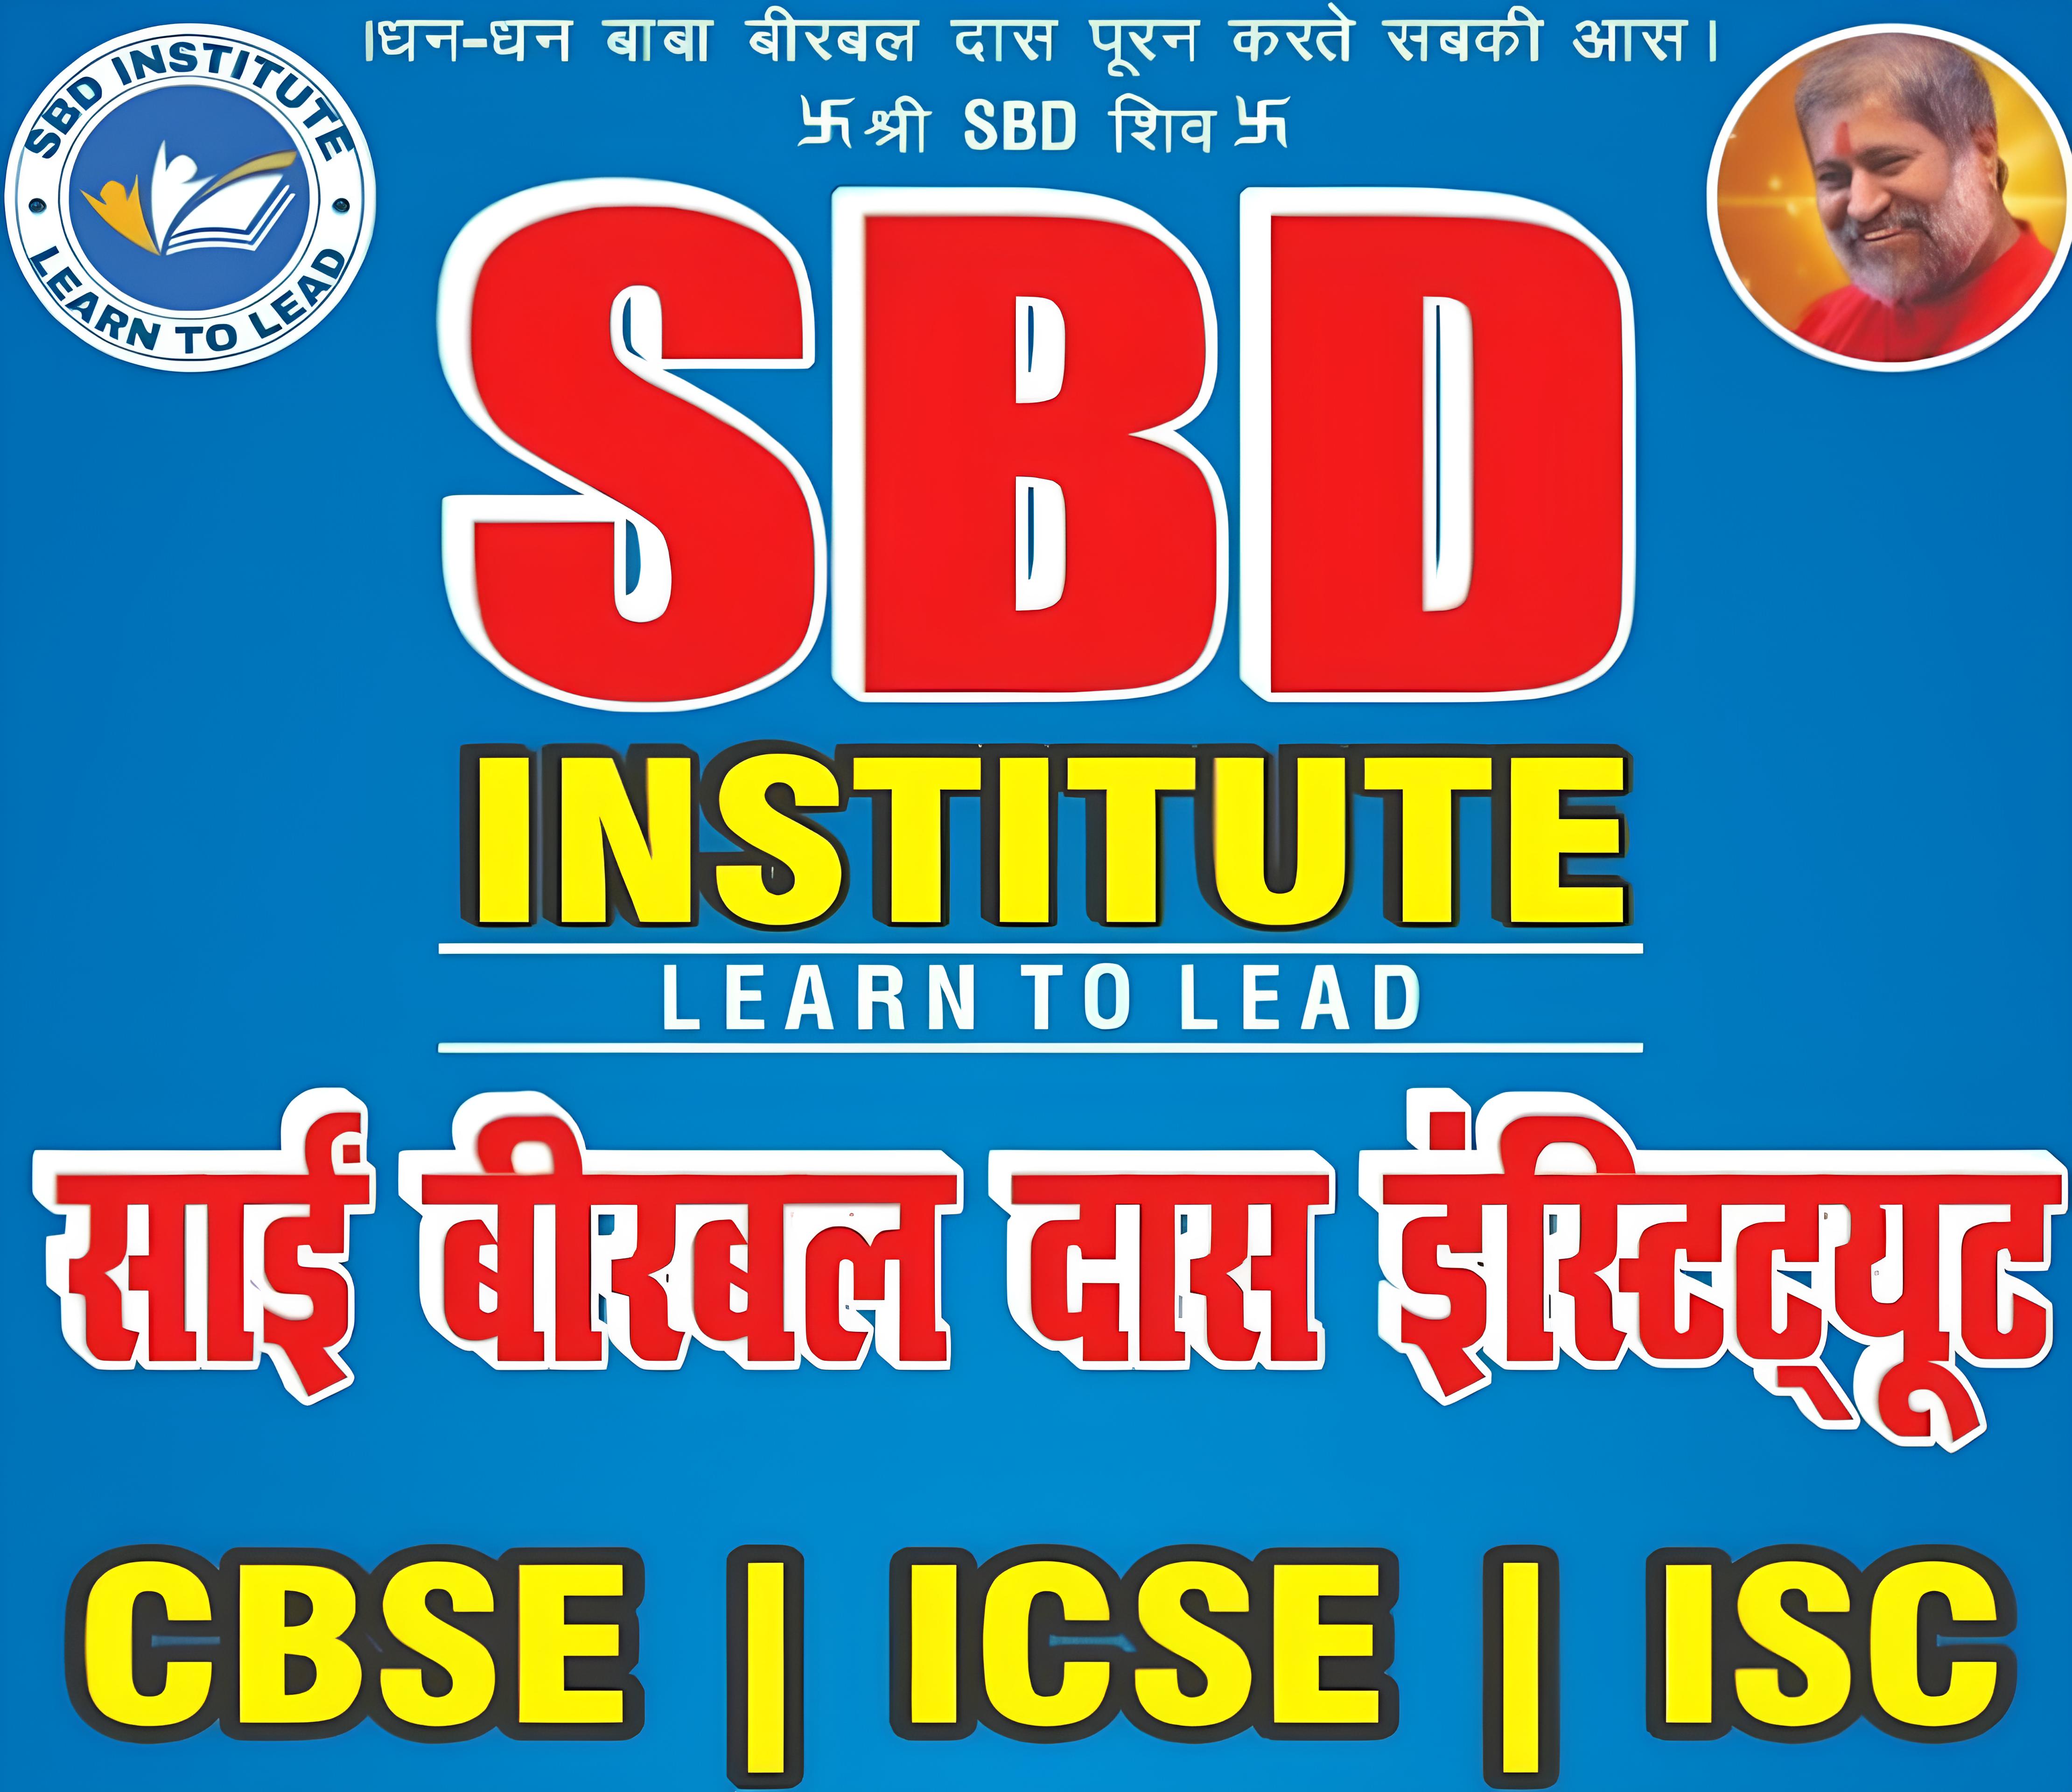 ।धन-धन बाबा बीरबल दास पूरन करते सबकी आस।
卐 श्री SBD शिव 卐
SBD INSTITUTE
LEARN TO LEAD
SBD
INSTITUTE
LEARN TO LEAD
साईं बीरबल दास इंस्टिट्यूट
CBSE | ICSE | ISC